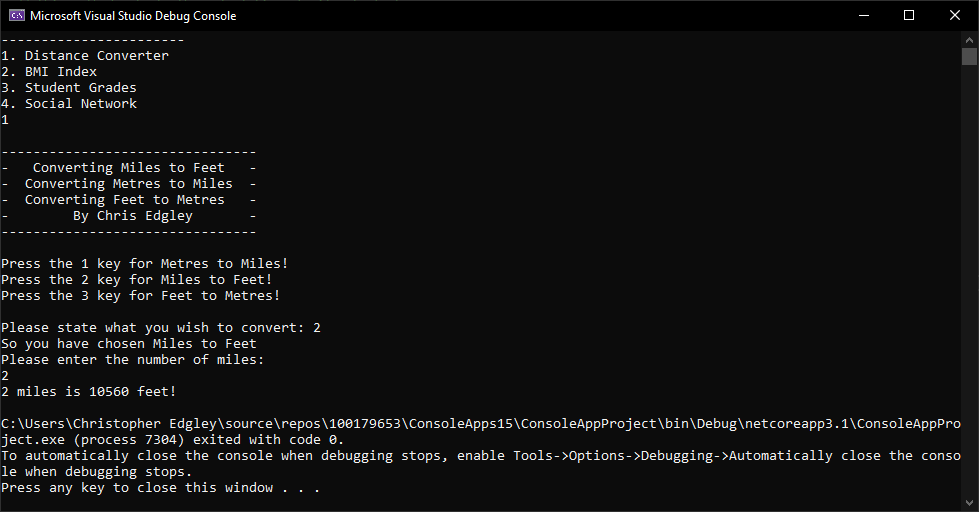 Microsoft Visual Studio Debug Console
-----------------------
1. Distance Converter
2. BMI Index
3. Student Grades
4. Social Network
1
--------------------------------
-   Converting Miles to Feet   -
-  Converting Metres to Miles  -
-  Converting Feet to Metres   -
-        By Chris Edgley       -
--------------------------------
Press the 1 key for Metres to Miles!
Press the 2 key for Miles to Feet!
Press the 3 key for Feet to Metres!
Please state what you wish to convert: 2
So you have chosen Miles to Feet
Please enter the number of miles:
2
2 miles is 10560 feet!
C:\Users\Christopher Edgley\source\repos\100179653\ConsoleApps15\ConsoleAppProject\bin\Debug\netcoreapp3.1\ConsoleAppPro
ject.exe (process 7304) exited with code 0.
To automatically close the console when debugging stops, enable Tools->Options->Debugging->Automatically close the conso
le when debugging stops.
Press any key to close this window . . .